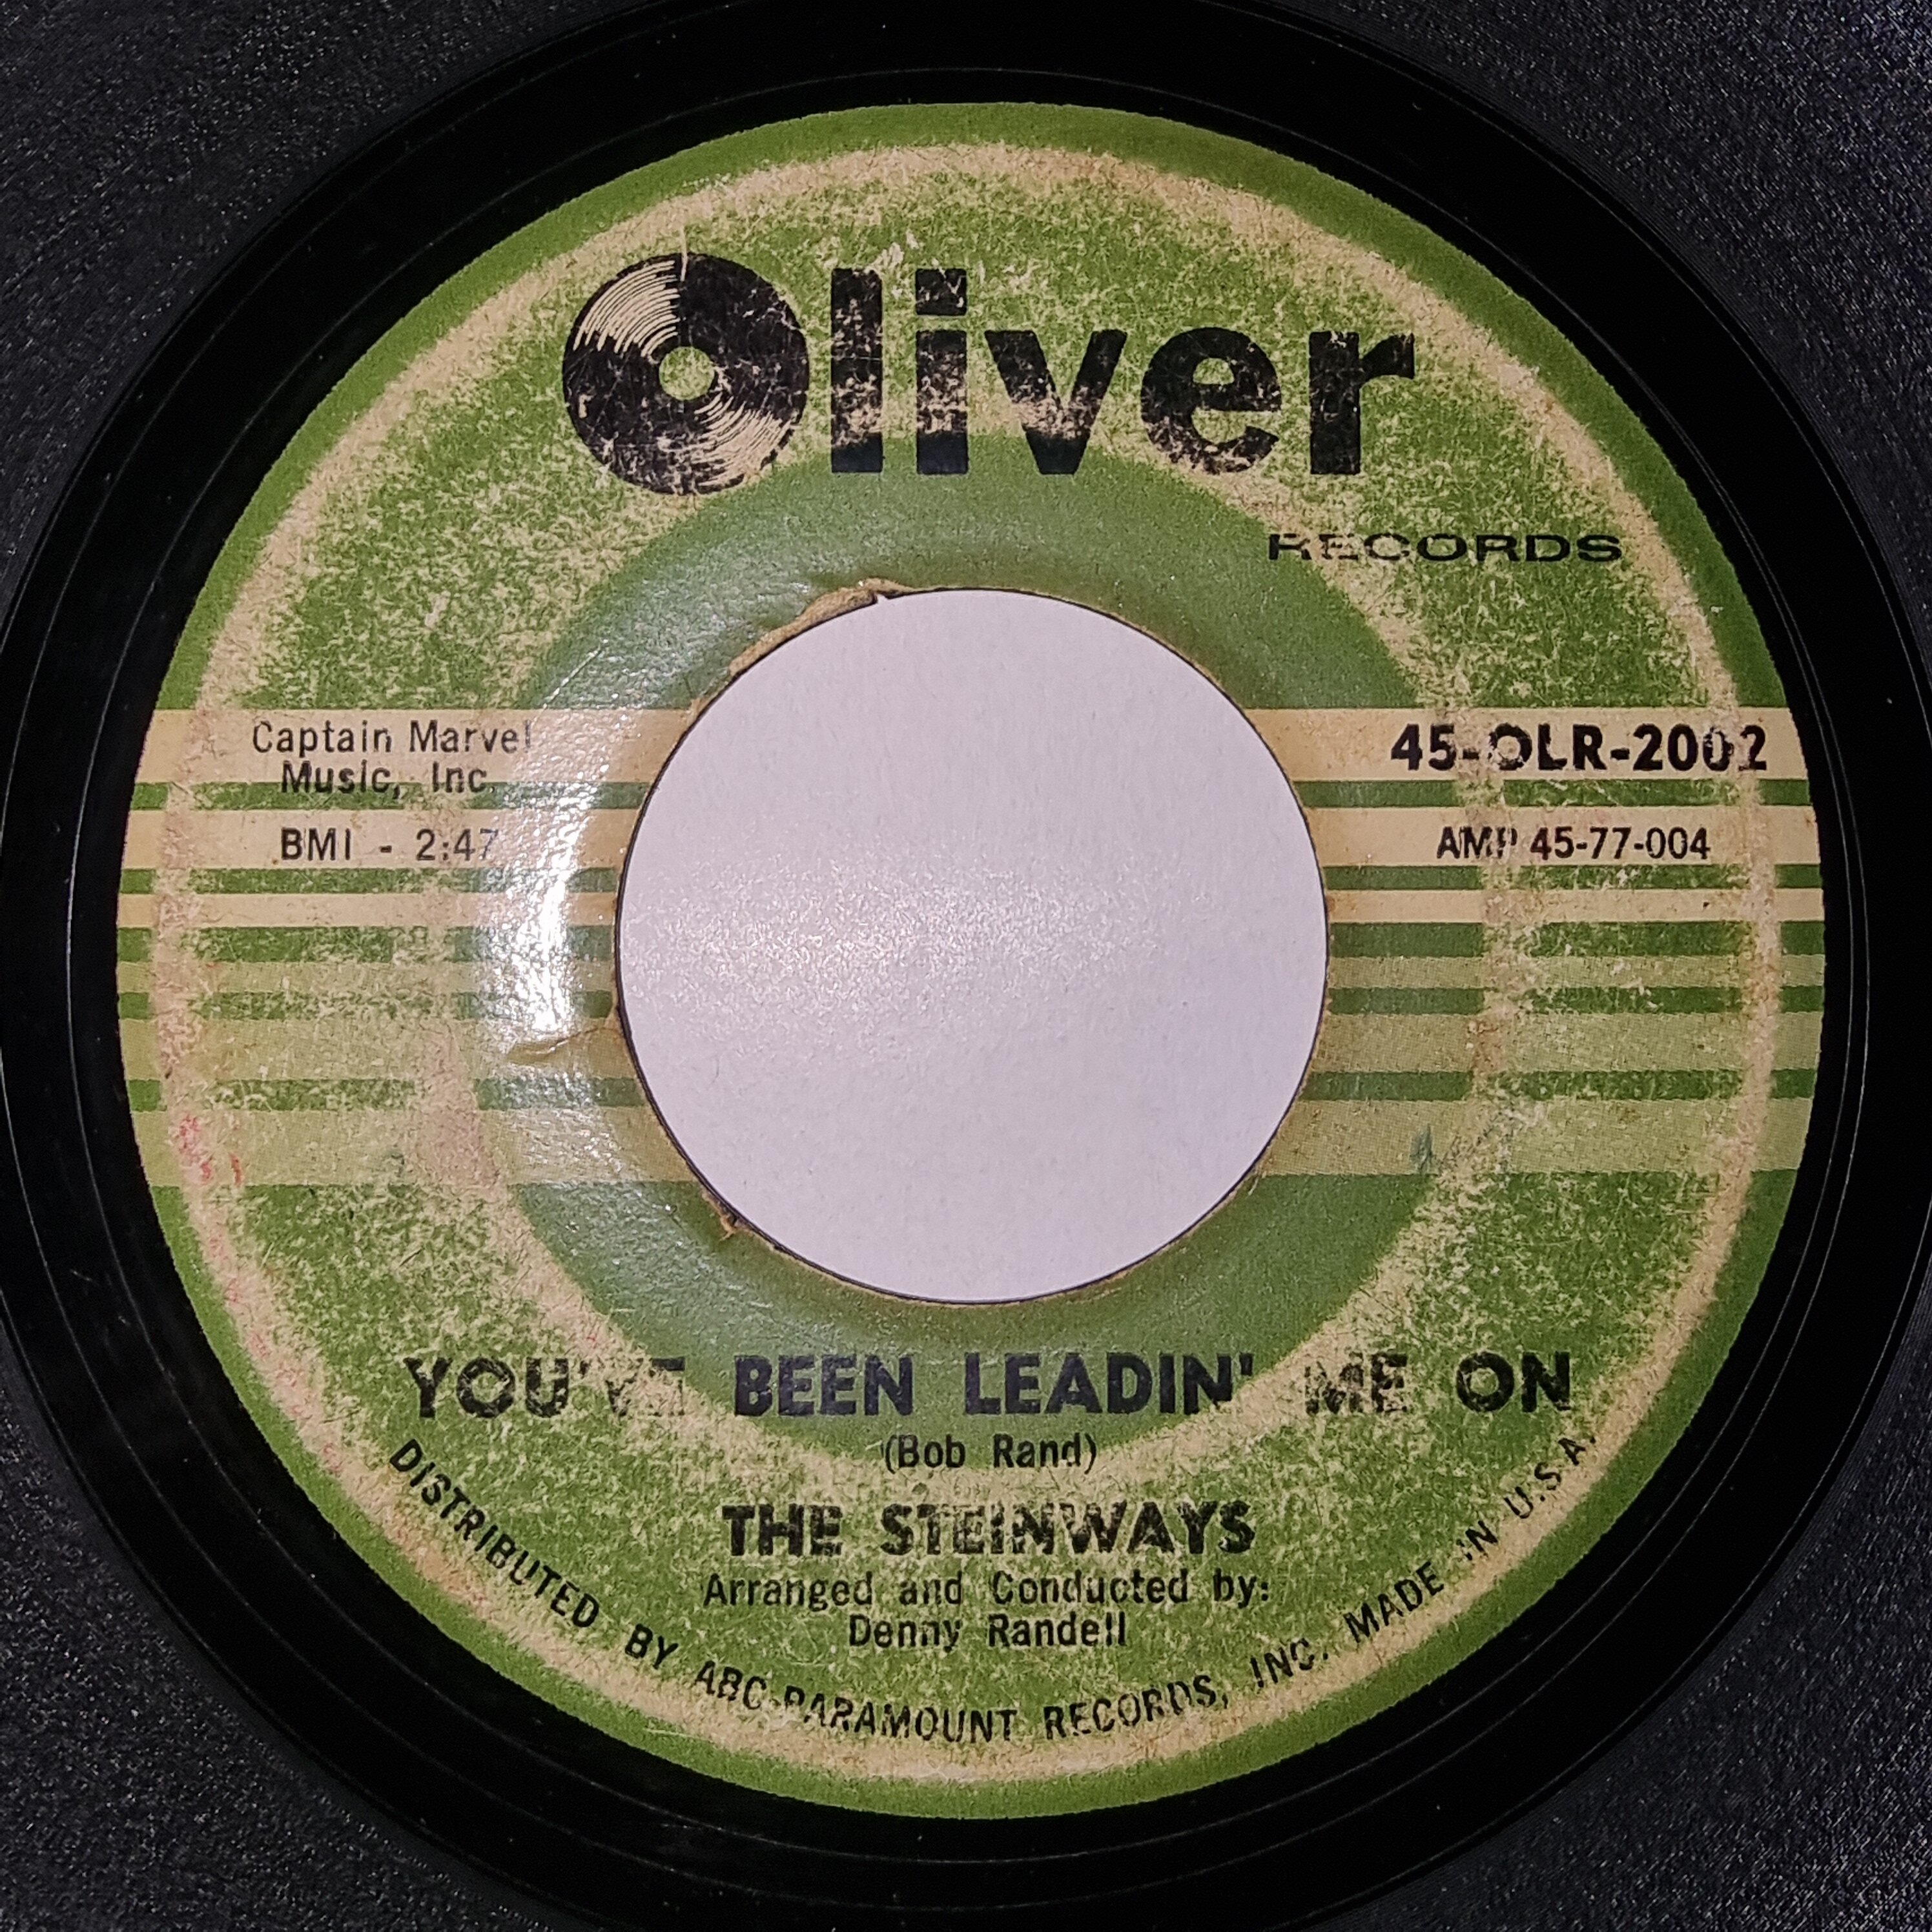 Oliver
RECORDS
Captain Marvel
Music, Inc.
BMI - 2:47
45-OLR-2002
AMP 45-77-004
YOU'VE BEEN LEADIN' ME ON
(Bob Rand)
THE STEINWAYS
Arranged and Conducted by:
Denny Randell
DISTRIBUTED BY ABC-PARAMOUNT RECORDS, INC. MADE IN U.S.A.